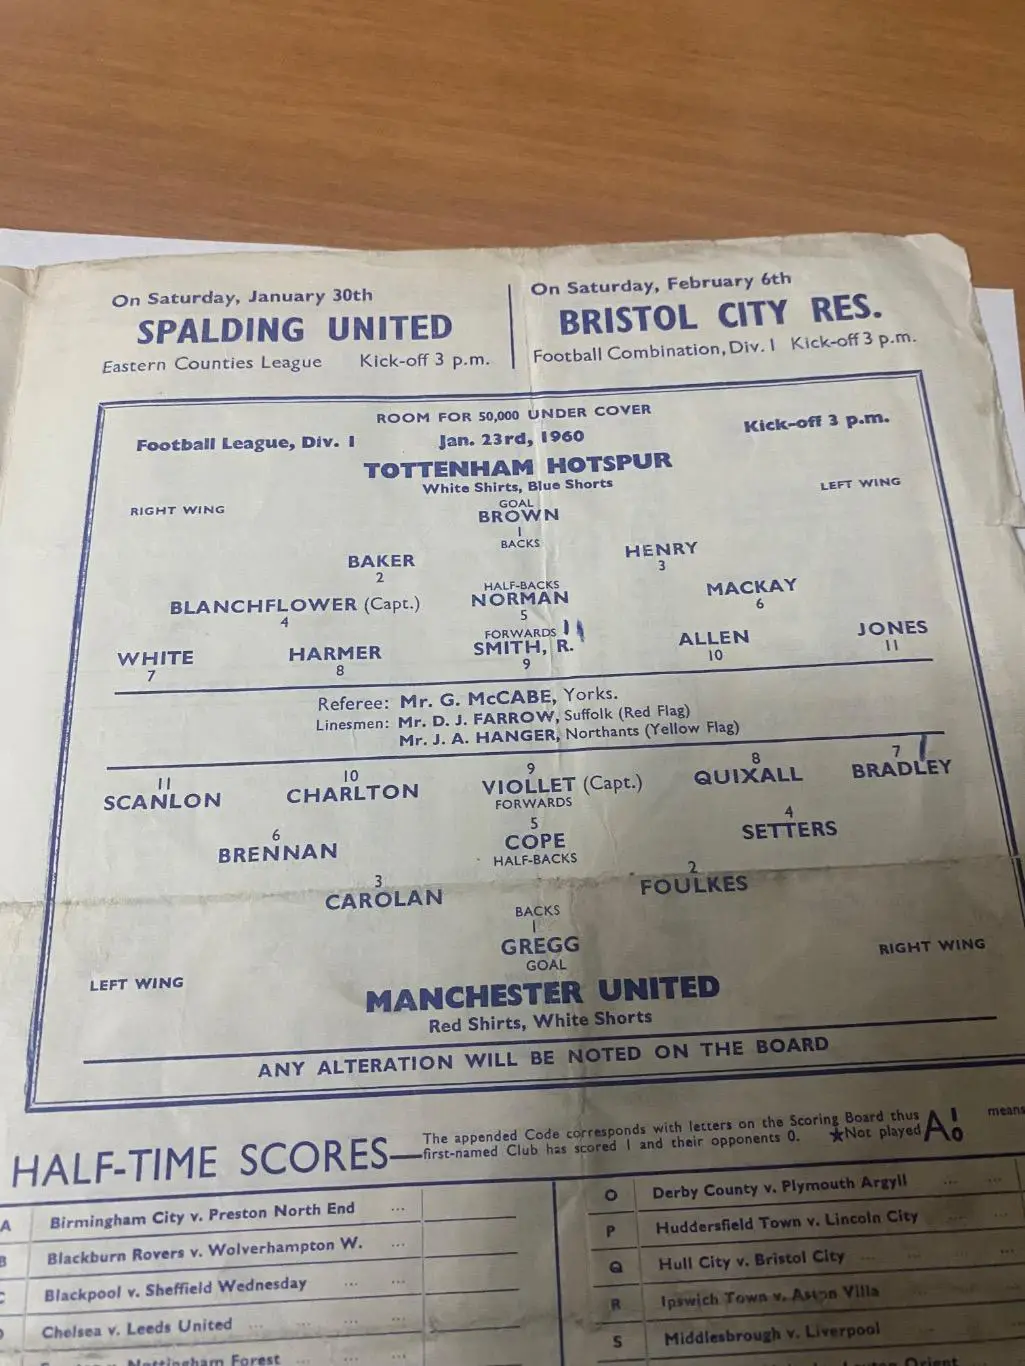 On Saturday, January 30th
SPALDING UNITED
Eastern Counties League Kick-off 3 p.m.
On Saturday, February 6th
BRISTOL CITY RES.
Football Combination, Div. I Kick-off 3 p.m.
ROOM FOR 50,000 UNDER COVER
Football League, Div. I Jan. 23rd, 1960 Kick-off 3 p.m.
TOTTENHAM HOTSPUR
White Shirts, Blue Shorts
RIGHT WING GOAL LEFT WING
BROWN
1
BACKS
BAKER HENRY
2 3
HALF-BACKS
BLANCHFLOWER (Capt.) NORMAN MACKAY
4 5 6
FORWARDS
WHITE HARMER SMITH, R. ALLEN JONES
7 8 9 10 11
Referee: Mr. G. McCABE, Yorks.
Linesmen: Mr. D. J. FARROW, Suffolk (Red Flag)
Mr. J. A. HANGER, Northants (Yellow Flag)
11 10 9 8 7
SCANLON CHARLTON VIOLLET (Capt.) QUIXALL BRADLEY
FORWARDS
6 5 4
BRENNAN COPE SETTERS
HALF-BACKS
3 2
CAROLAN FOULKES
BACKS
1
GREGG
LEFT WING GOAL RIGHT WING
MANCHESTER UNITED
Red Shirts, White Shorts
ANY ALTERATION WILL BE NOTED ON THE BOARD
HALF-TIME SCORES—The appended Code corresponds with letters on the Scoring Board thus A 1 0 means
first-named Club has scored 1 and their opponents 0. ★Not played
A Birmingham City v. Preston North End ...
B Blackburn Rovers v. Wolverhampton W. ...
C Blackpool v. Sheffield Wednesday ... ...
D Chelsea v. Leeds United ... ... ...
Nottingham Forest ... ...
O Derby County v. Plymouth Argyll ... ...
P Huddersfield Town v. Lincoln City ... ...
Q Hull City v. Bristol City ... ... ...
R Ipswich Town v. Aston Villa ... ...
S Middlesbrough v. Liverpool ... ...
Orient